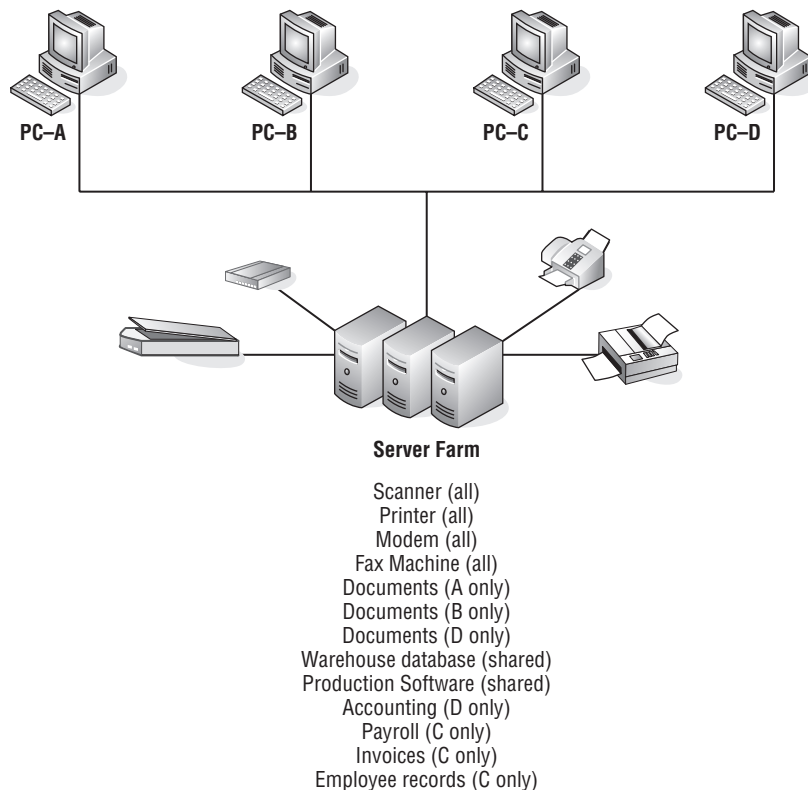 PC–A
PC–B
PC–C
PC–D
Server Farm
Scanner (all)
Printer (all)
Modem (all)
Fax Machine (all)
Documents (A only)
Documents (B only)
Documents (D only)
Warehouse database (shared)
Production Software (shared)
Accounting (D only)
Payroll (C only)
Invoices (C only)
Employee records (C only)